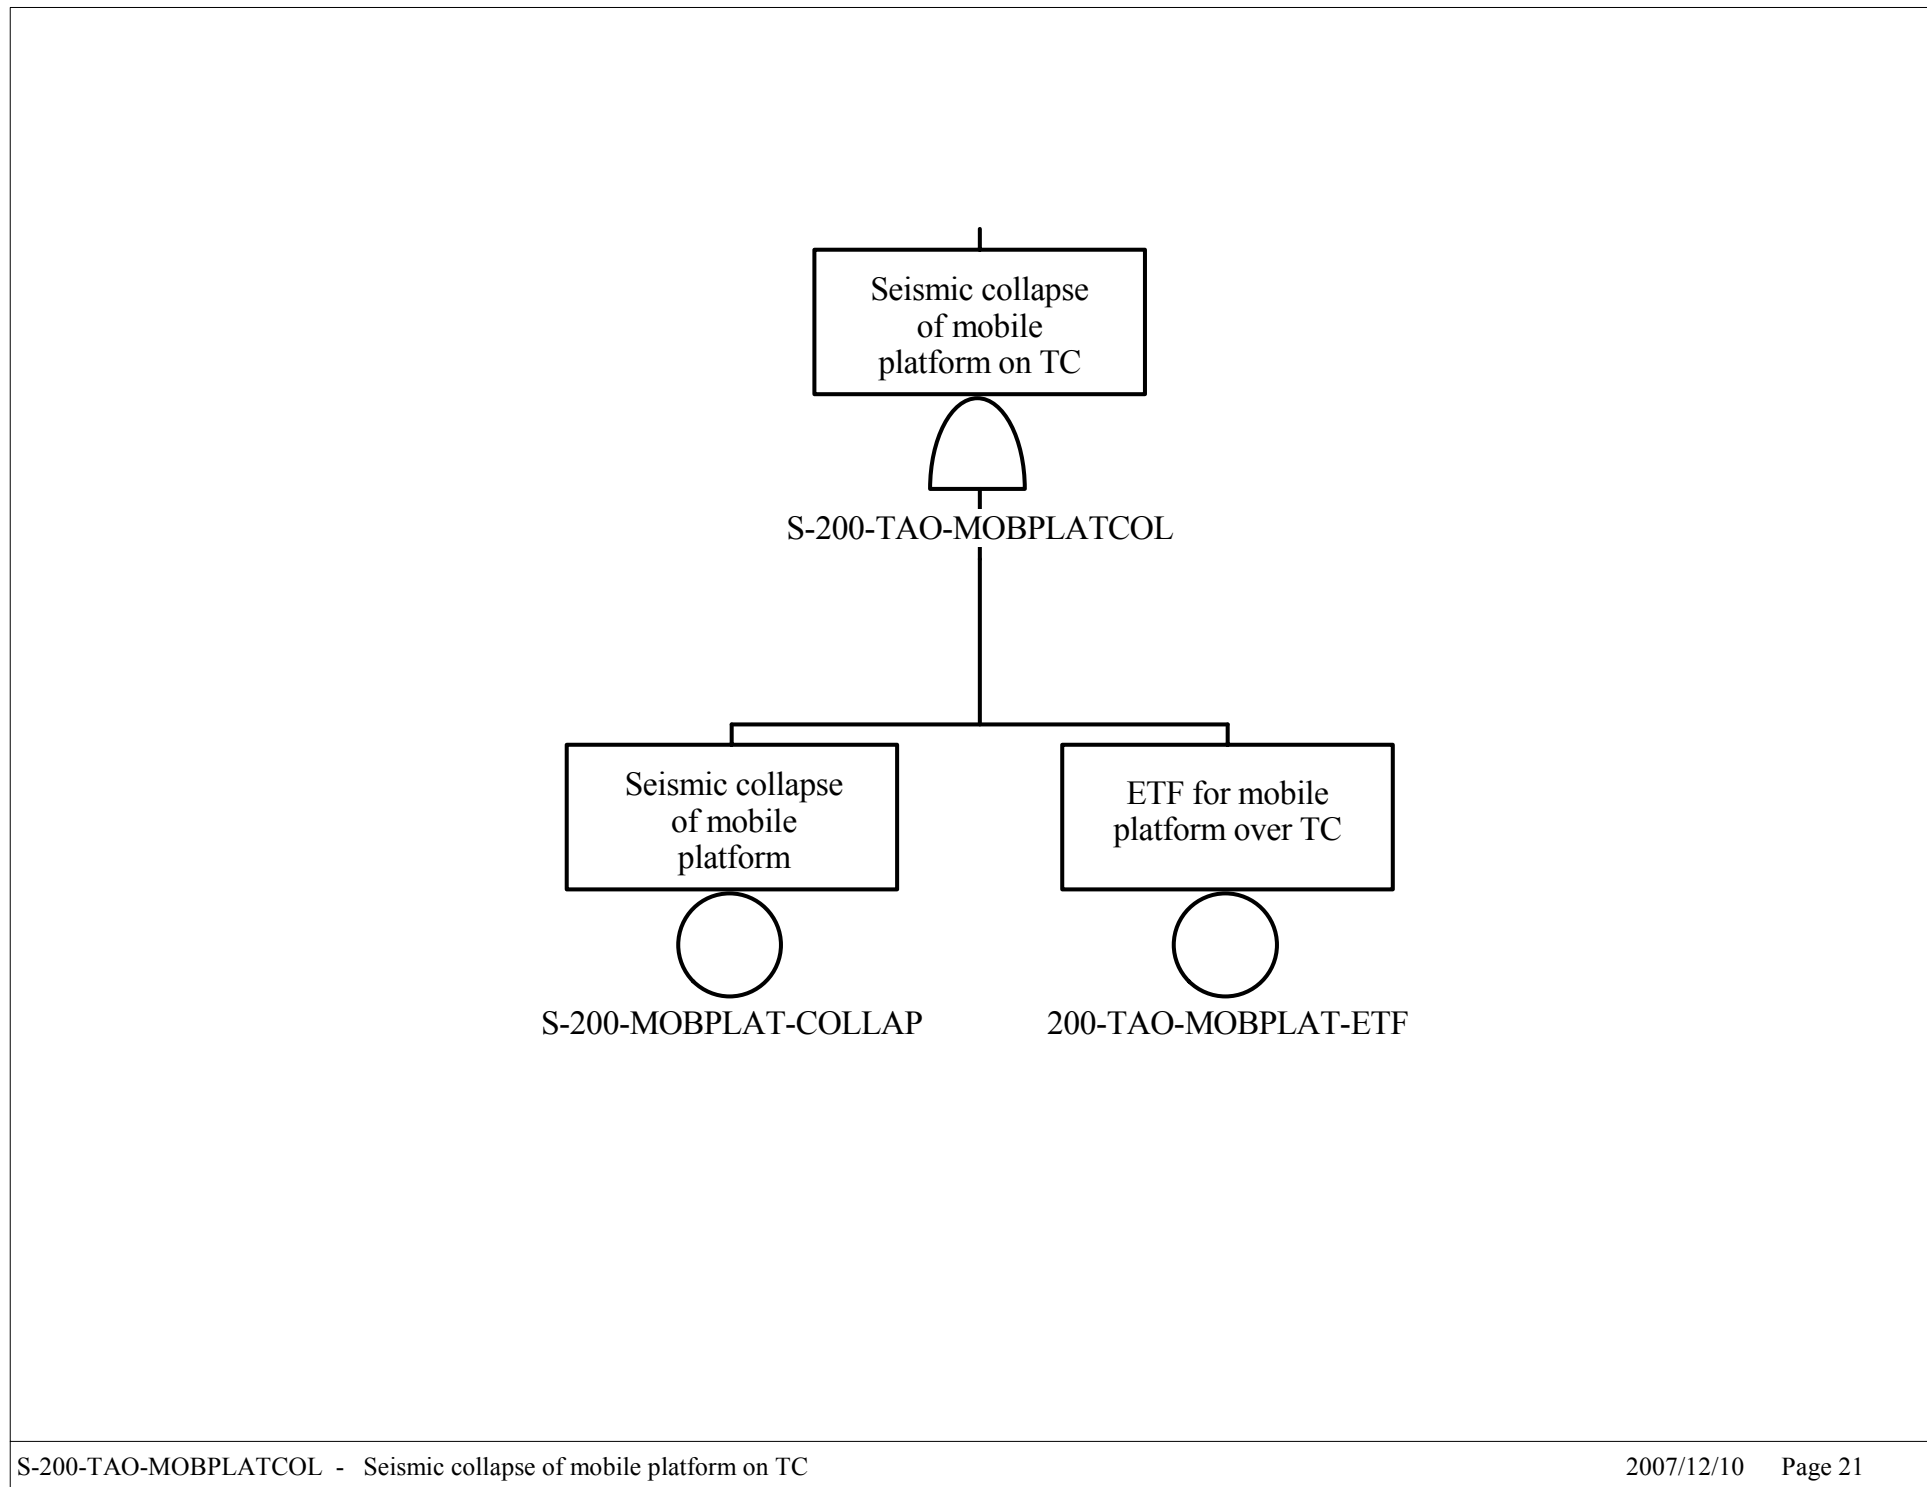 Seismic collapse
of mobile
platform on TC
S-200-TAO-MOBPLATCOL
Seismic collapse
of mobile
platform
ETF for mobile
platform over TC
S-200-MOBPLAT-COLLAP
200-TAO-MOBPLAT-ETF
S-200-TAO-MOBPLATCOL - Seismic collapse of mobile platform on TC
2007/12/10 Page 21